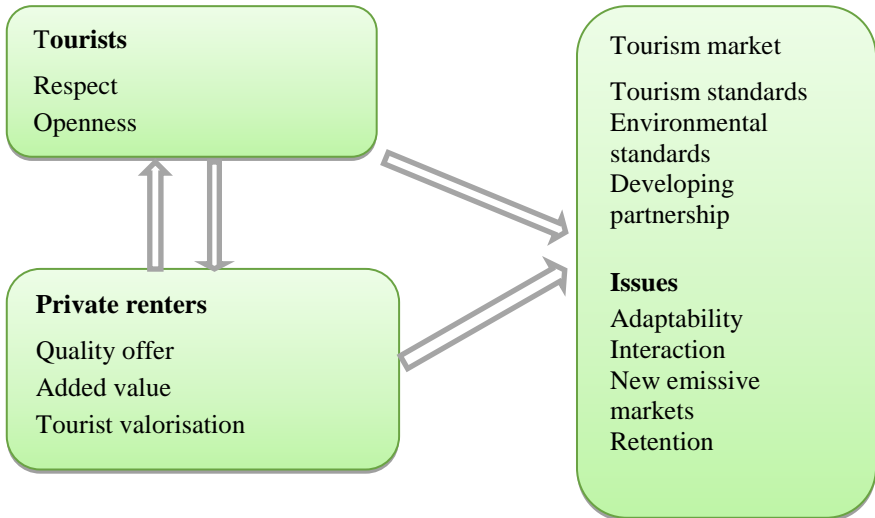 Tourists
Respect
Openness
Private renters
Quality offer
Added value
Tourist valorisation
Tourism market
Tourism standards
Environmental
standards
Developing
partnership
Issues
Adaptability
Interaction
New emissive
markets
Retention